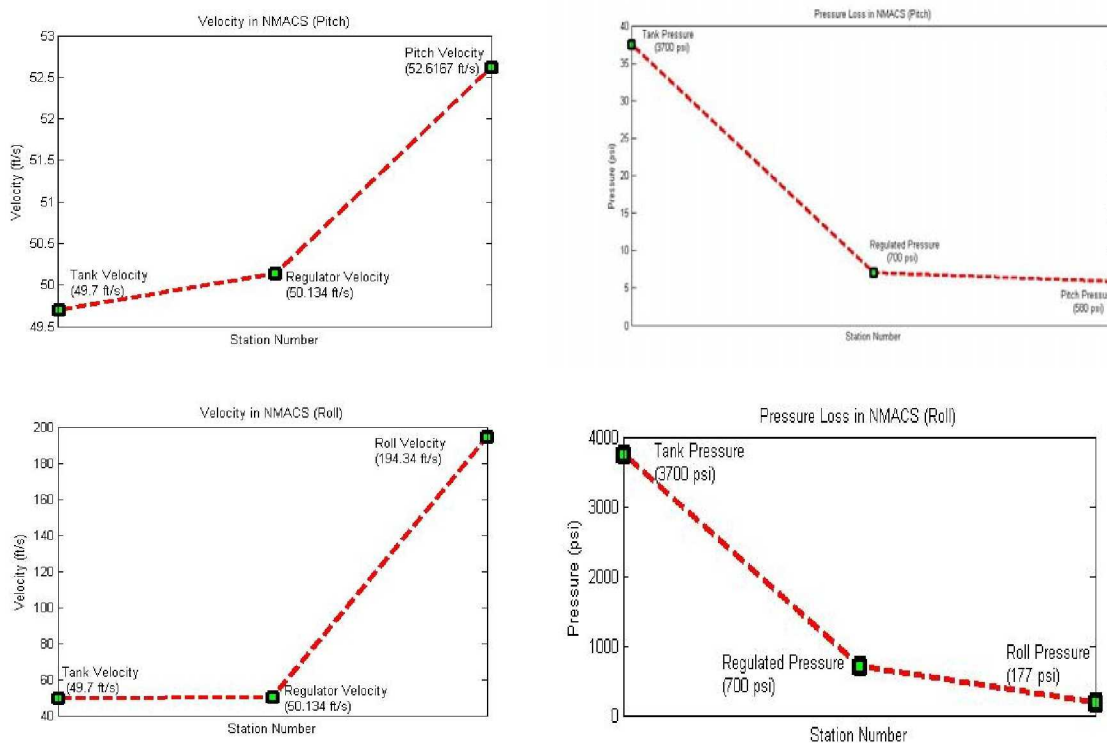 Velocity in NMACS (Pitch)
53
52.5
52
51.5
51
50.5
50
49.5
Velocity (ft/s)
Pitch Velocity
(52.6167 ft/s)
Tank Velocity
(49.7 ft/s)
Regulator Velocity
(50.134 ft/s)
Station Number
Pressure Loss in NMACS (Pitch)
40
35
30
25
20
15
10
5
0
Pressure (psi)
Tank Pressure
(3700 psi)
Regulated Pressure
(700 psi)
Pitch Pressure
(580 psi)
Station Number
Velocity in NMACS (Roll)
200
180
160
140
120
100
80
60
40
Velocity (ft/s)
Roll Velocity
(194.34 ft/s)
Tank Velocity
(49.7 ft/s)
Regulator Velocity
(50.134 ft/s)
Station Number
Pressure Loss in NMACS (Roll)
4000
3000
2000
1000
0
Pressure (psi)
Tank Pressure
(3700 psi)
Regulated Pressure
(700 psi)
Roll Pressure
(177 psi)
Station Number